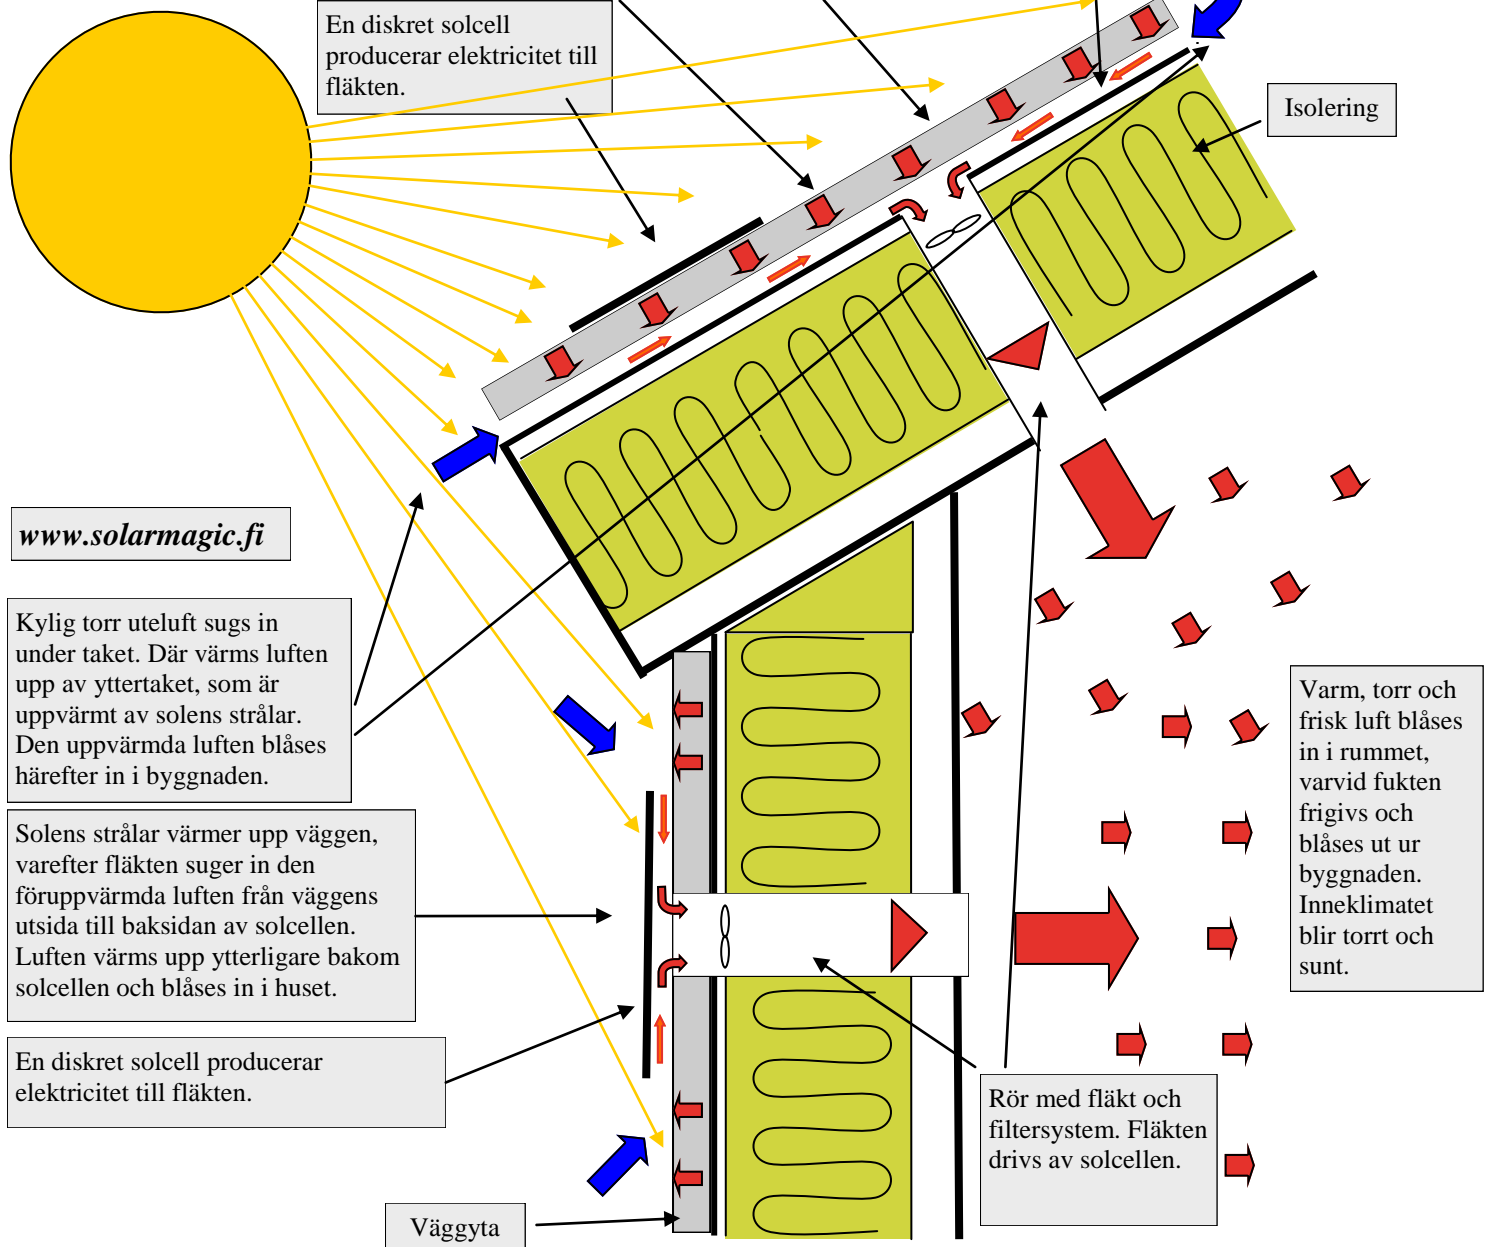 En diskret solcell
producerar elektricitet till
fläkten.
Isolering
www.solarmagic.fi
Kylig torr uteluft sugs in
under taket. Där värms luften
upp av yttertaket, som är
uppvärmt av solens strålar.
Den uppvärmda luften blåses
härefter in i byggnaden.
Solens strålar värmer upp väggen,
varefter fläkten suger in den
föruppvärmda luften från väggens
utsida till baksidan av solcellen.
Luften värms upp ytterligare bakom
solcellen och blåses in i huset.
En diskret solcell producerar
elektricitet till fläkten.
Väggyta
Rör med fläkt och
filtersystem. Fläkten
drivs av solcellen.
Varm, torr och
frisk luft blåses
in i rummet,
varvid fukten
frigivs och
blåses ut ur
byggnaden.
Inneklimatet
blir torrt och
sunt.